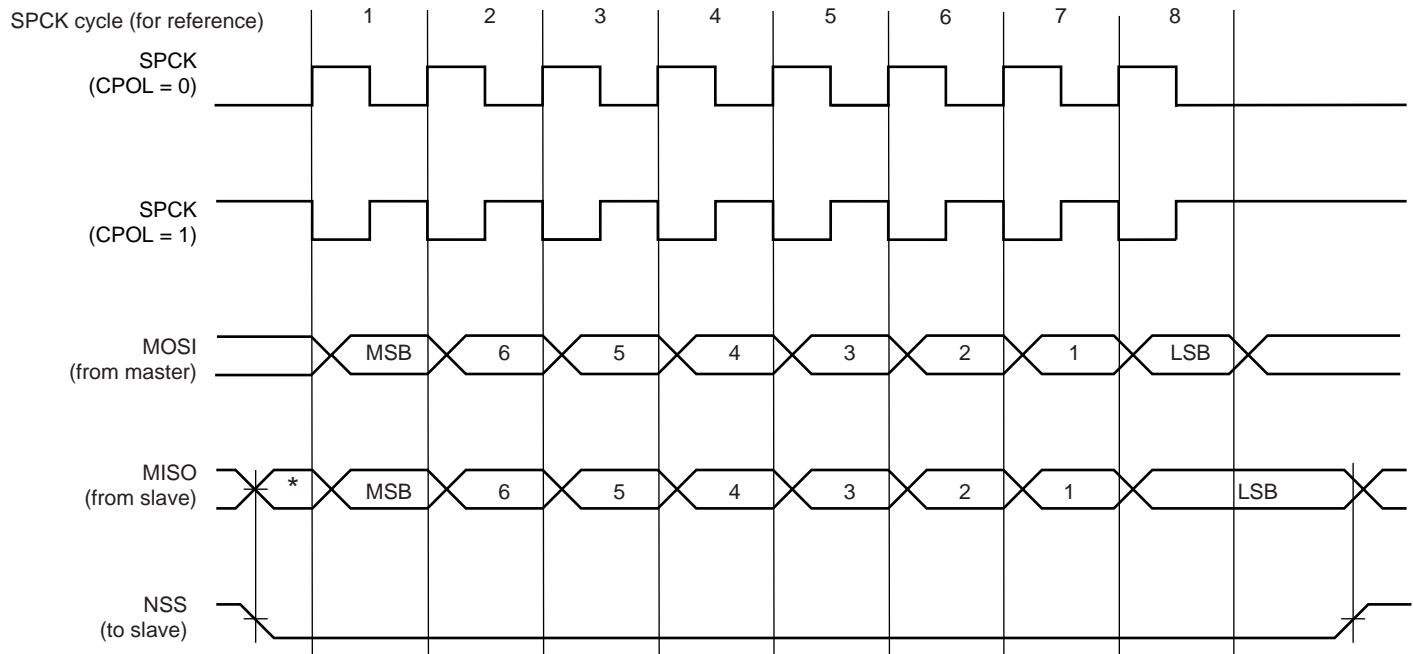 SPCK cycle (for reference) 1 2 3 4 5 6 7 8
SPCK
(CPOL = 0)
SPCK
(CPOL = 1)
MOSI
(from master)
MSB 6 5 4 3 2 1 LSB
MISO
(from slave)
* MSB 6 5 4 3 2 1 LSB
NSS
(to slave)